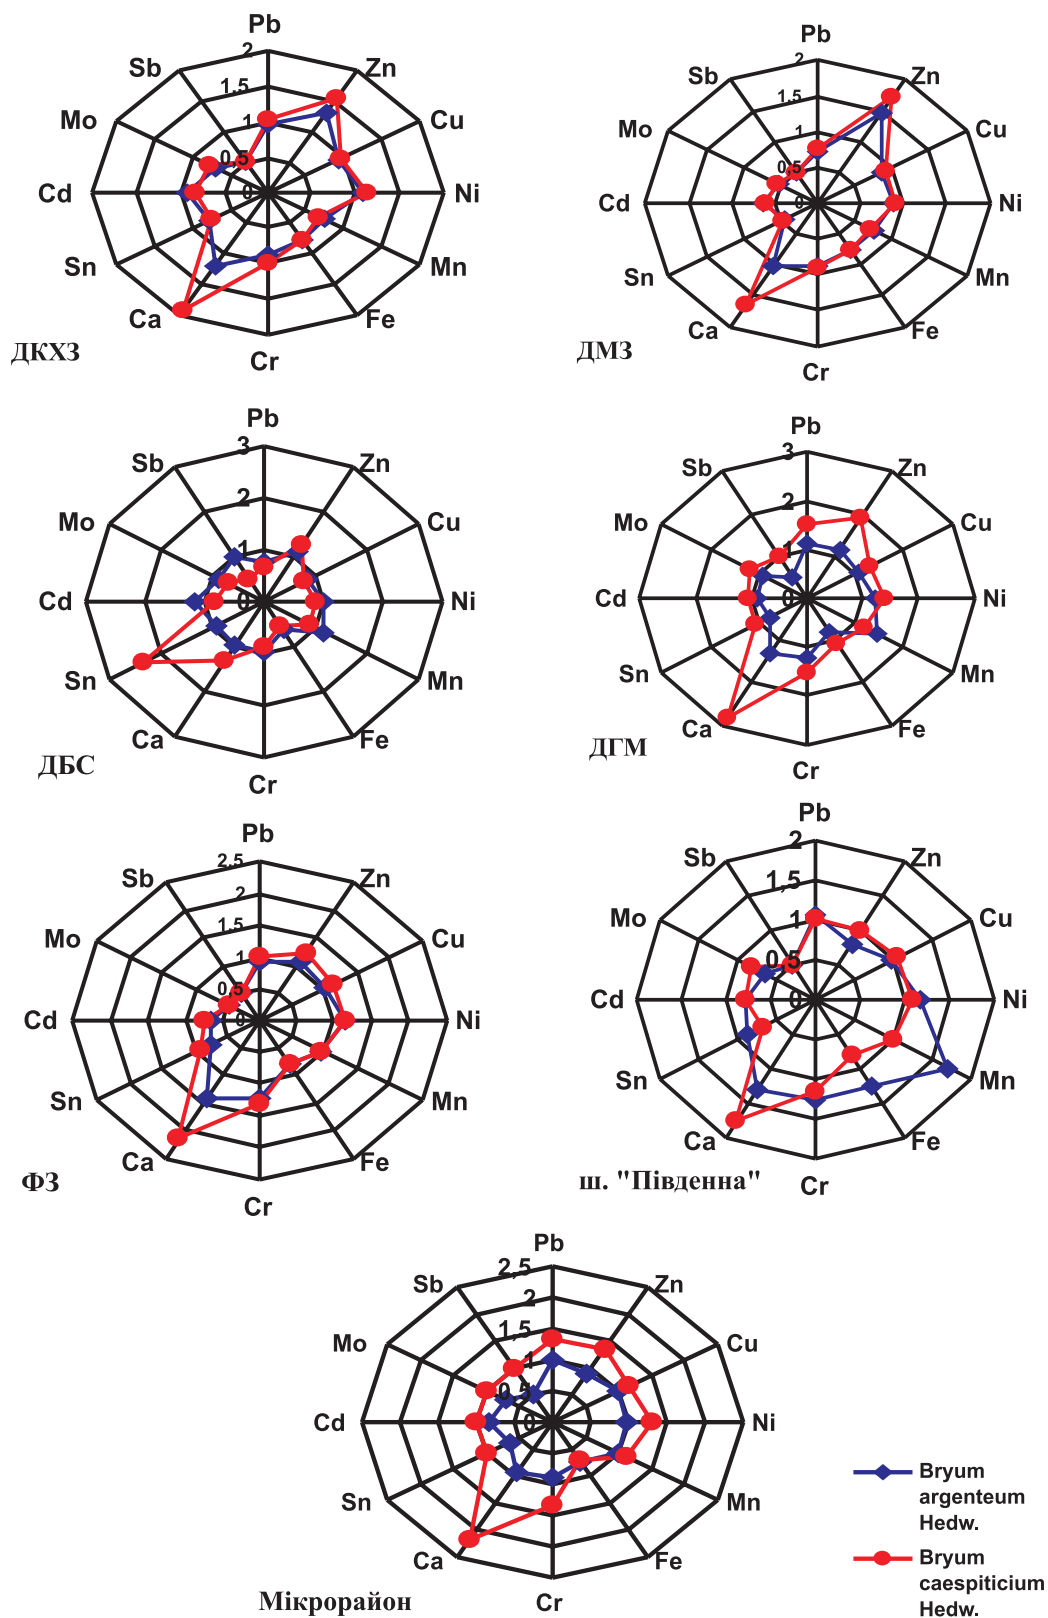 Pb
2
Sb
Zn
1,5
Mo
1
Cu
0,5
Cd
0
Ni
Sn
Mn
Ca
Fe
Cr
ДКХЗ
Pb
2
Sb
Zn
1,5
Mo
1
Cu
0,5
Cd
0
Ni
Sn
Mn
Ca
Fe
Cr
ДМЗ
Pb
3
Sb
Zn
2
Mo
Cu
1
Cd
0
Ni
Sn
Mn
Ca
Fe
Cr
ДБС
Pb
3
Sb
Zn
2
Mo
Cu
1
Cd
0
Ni
Sn
Mn
Ca
Fe
Cr
ДГМ
Pb
2,5
Sb
Zn
2
1,5
Mo
Cu
1
0,5
Cd
0
Ni
Sn
Mn
Ca
Fe
Cr
ФЗ
Pb
2
Sb
Zn
1,5
Mo
1
Cu
0,5
Cd
0
Ni
Sn
Mn
Ca
Fe
Cr
ш. "Південна"
Pb
2,5
Sb
Zn
2
1,5
Mo
Cu
1
0,5
Cd
0
Ni
Sn
Mn
Ca
Fe
Cr
Мікрорайон
Bryum
argenteum
Hedw.
Bryum
caespiticium
Hedw.